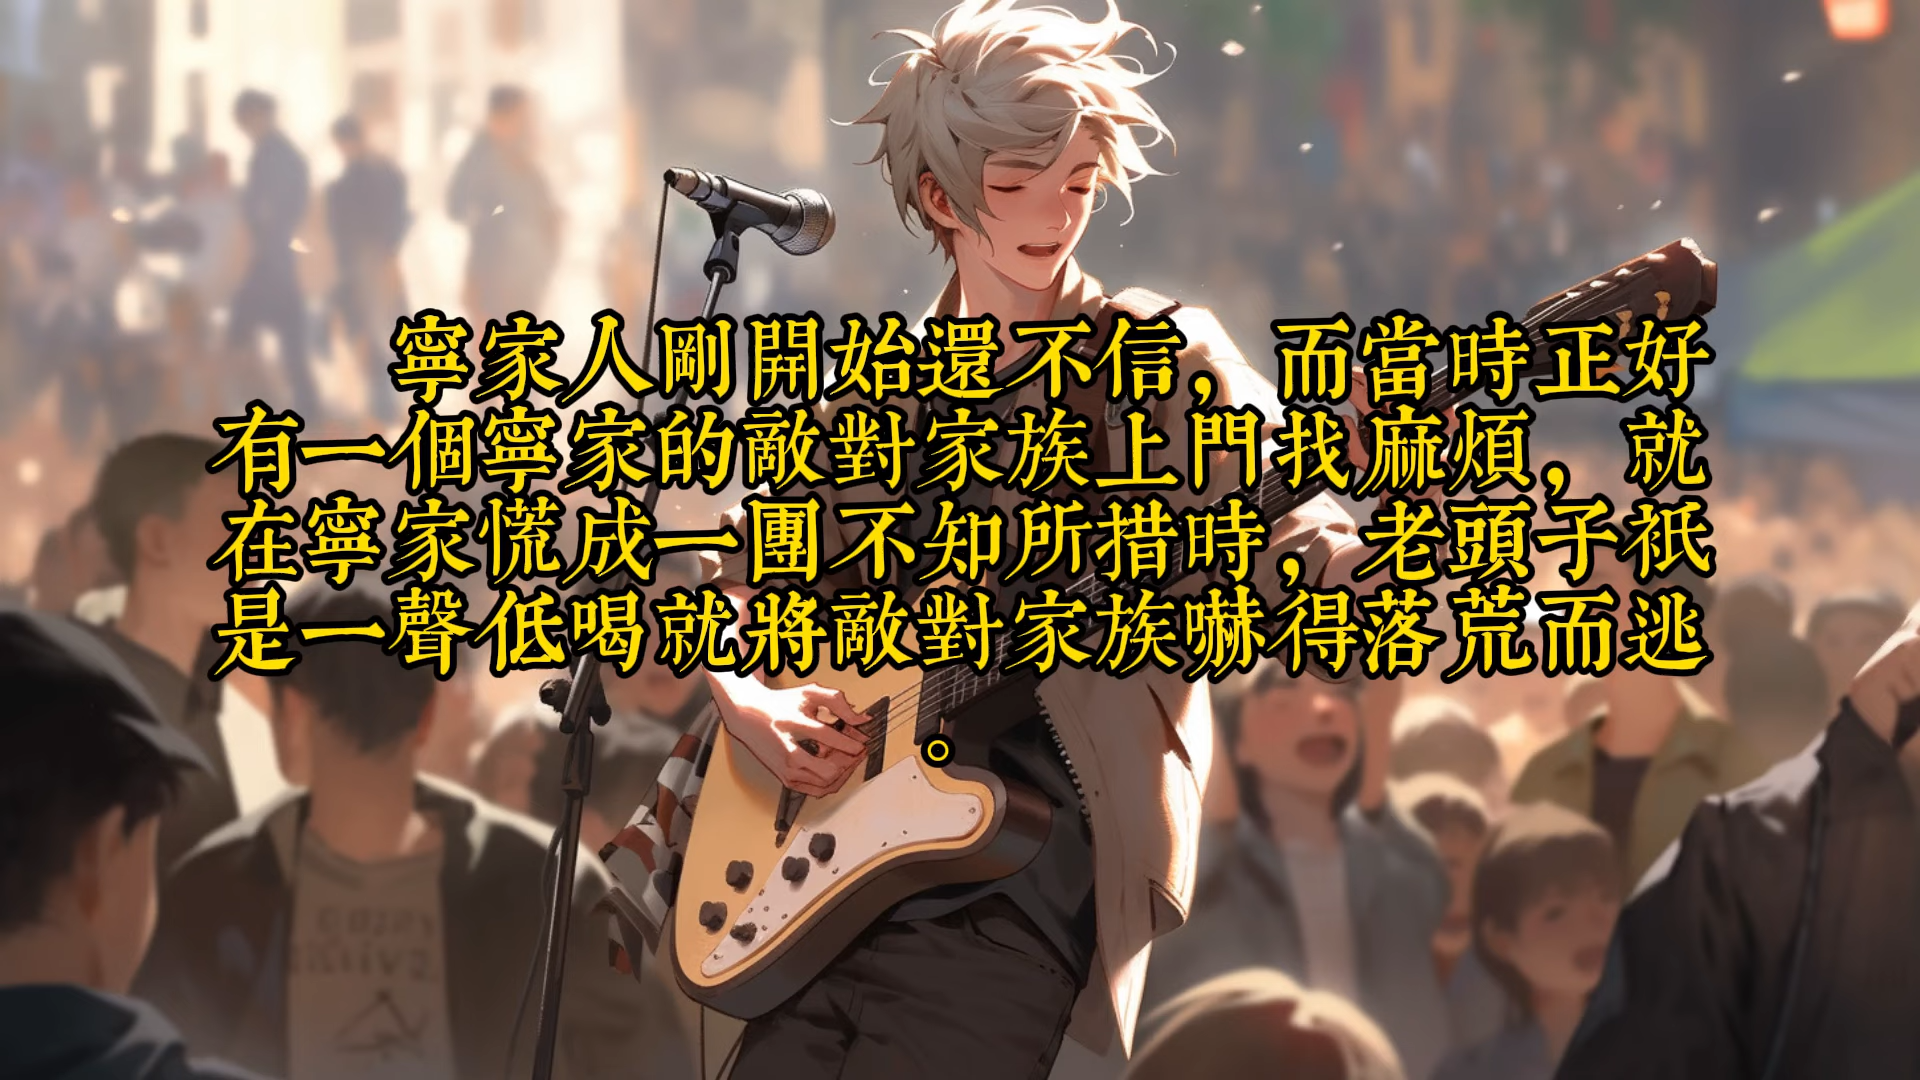 寧家人剛開始還不信，而當時正好
有一個寧家的敵對家族上門找麻煩，就
在寧家慌成一團不知所措時，老頭子祇
是一聲低喝就將敵對家族嚇得落荒而逃
。